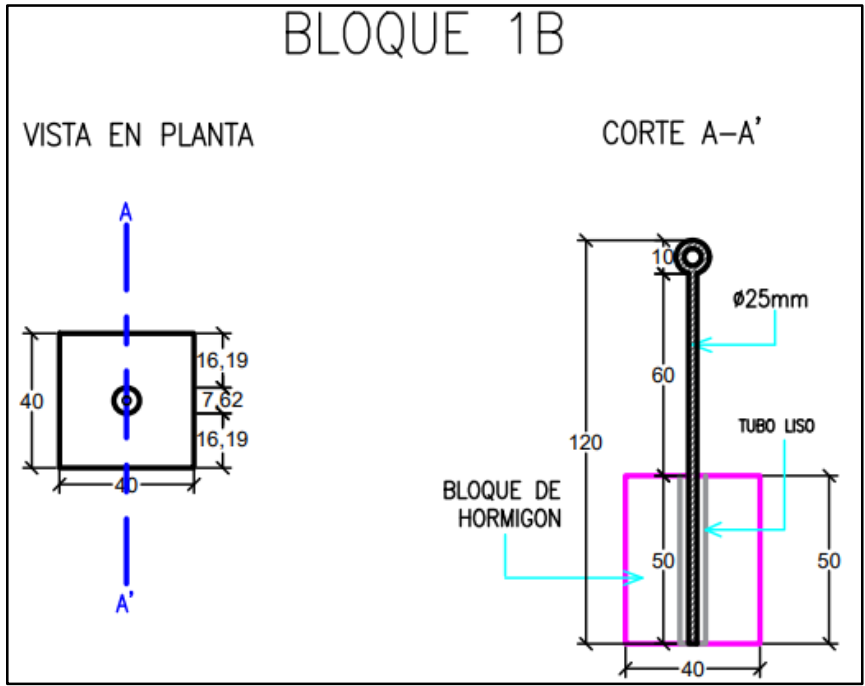 BLOQUE 1B
VISTA EN PLANTA
CORTE A-A'
A
40
16,19
7,62
16,19
40
A'
10
120
60
ø25mm
TUBO LISO
BLOQUE DE
HORMIGON
50
50
40